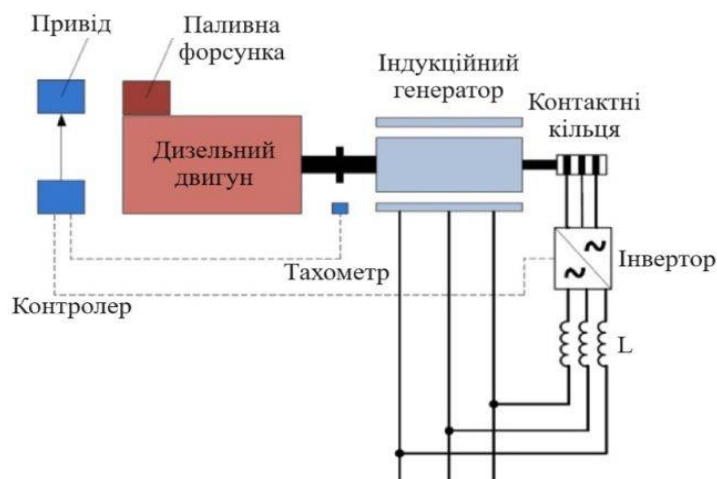 Привід
Паливна
форсунка
Індукційний
генератор
Контактні
кільця
Дизельний
двигун
Тахометр
Інвертор
Контролер
L